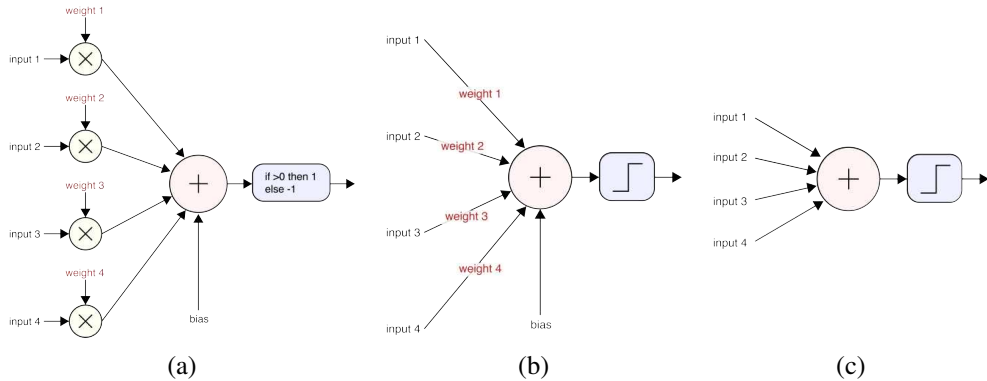 weight 1
input 1
weight 2
input 2
weight 3
input 3
weight 4
input 4
if >0 then 1
else -1
bias
(a)
input 1
weight 1
input 2
weight 2
weight 3
input 3
weight 4
input 4
bias
(b)
input 1
input 2
input 3
input 4
(c)